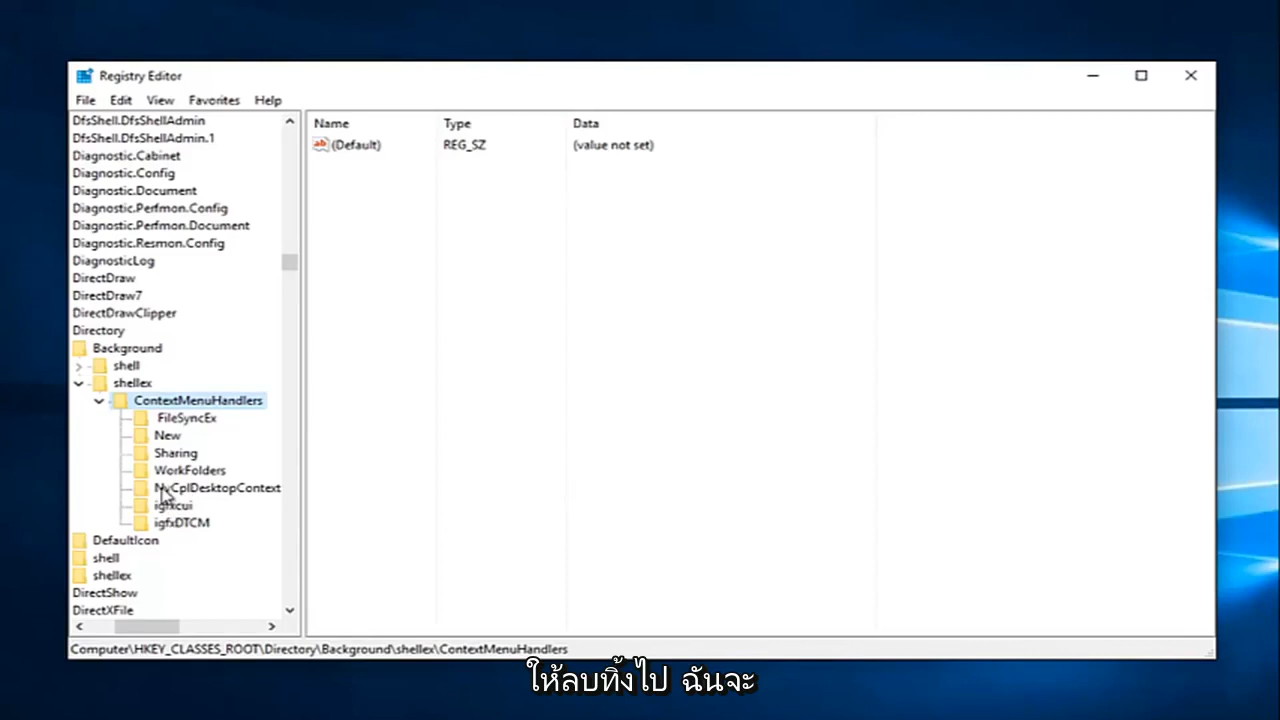 Registry Editor
File Edit View Favorites Help
DfsShell.DfsShellAdmin
DfsShell.DfsShellAdmin.1
Diagnostic.Cabinet
Diagnostic.Config
Diagnostic.Document
Diagnostic.Perfmon.Config
Diagnostic.Perfmon.Document
Diagnostic.Resmon.Config
DiagnosticLog
DirectDraw
DirectDraw7
DirectDrawClipper
Directory
Background
shell
shellex
ContextMenuHandlers
FileSyncEx
New
Sharing
WorkFolders
NvCplDesktopContext
igfxcui
igfxDTCM
DefaultIcon
shell
shellex
DirectShow
DirectXFile
Name Type Data
ab (Default) REG_SZ (value not set)
Computer\HKEY_CLASSES_ROOT\Directory\Background\shellex\ContextMenuHandlers
ให้ลบทิ้งไป ฉันจะ